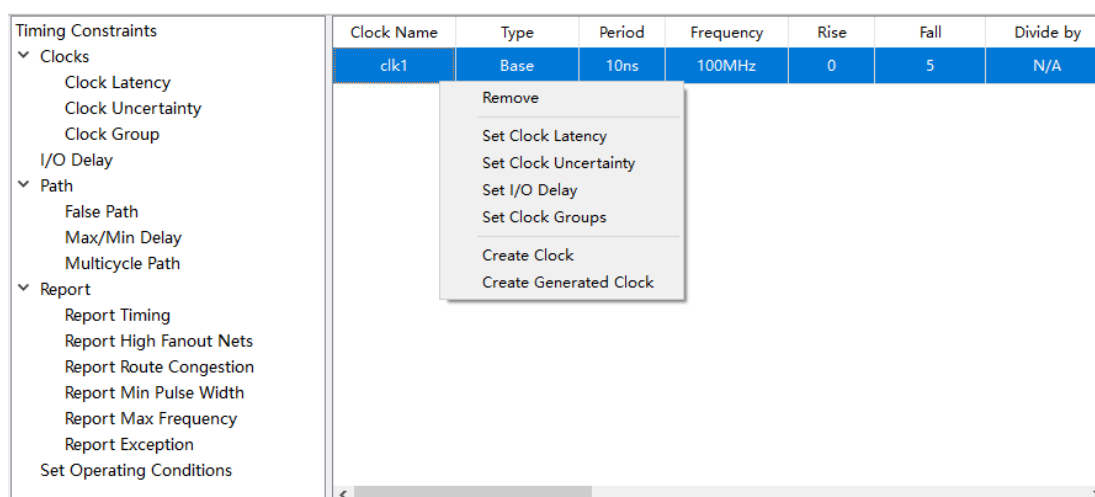 Timing Constraints
Clocks
Clock Latency
Clock Uncertainty
Clock Group
I/O Delay
Path
False Path
Max/Min Delay
Multicycle Path
Report
Report Timing
Report High Fanout Nets
Report Route Congestion
Report Min Pulse Width
Report Max Frequency
Report Exception
Set Operating Conditions
Clock Name Type Period Frequency Rise Fall Divide by
clk1 Base 10ns 100MHz 0 5 N/A
Remove
Set Clock Latency
Set Clock Uncertainty
Set I/O Delay
Set Clock Groups
Create Clock
Create Generated Clock